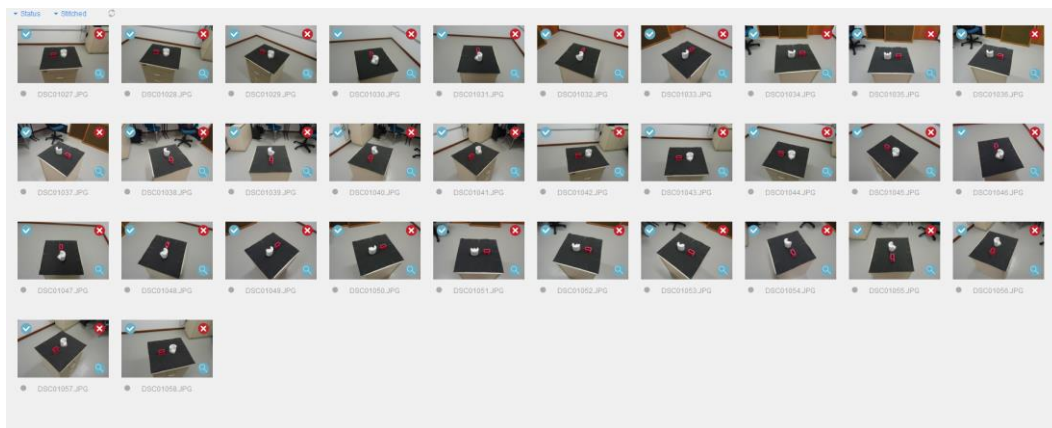 Status Stitched
DSC01027.JPG DSC01028.JPG DSC01029.JPG DSC01030.JPG DSC01031.JPG DSC01032.JPG DSC01033.JPG DSC01034.JPG DSC01035.JPG DSC01036.JPG
DSC01037.JPG DSC01038.JPG DSC01039.JPG DSC01040.JPG DSC01041.JPG DSC01042.JPG DSC01043.JPG DSC01044.JPG DSC01045.JPG DSC01046.JPG
DSC01047.JPG DSC01048.JPG DSC01049.JPG DSC01050.JPG DSC01051.JPG DSC01052.JPG DSC01053.JPG DSC01054.JPG DSC01055.JPG DSC01056.JPG
DSC01057.JPG DSC01058.JPG